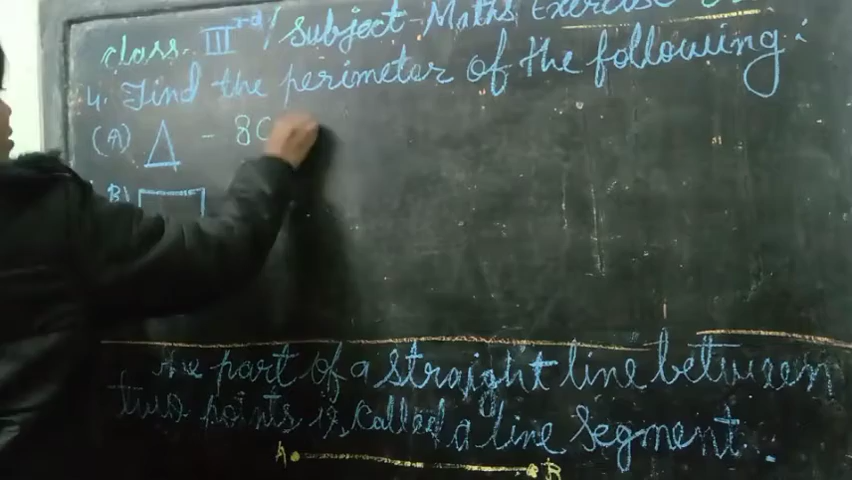 class- III / Subject-Maths Exercise
4. Find the perimeter of the following:
(A) △ - 8C
B)
The part of a straight line between
two points is called a line segment.
A B